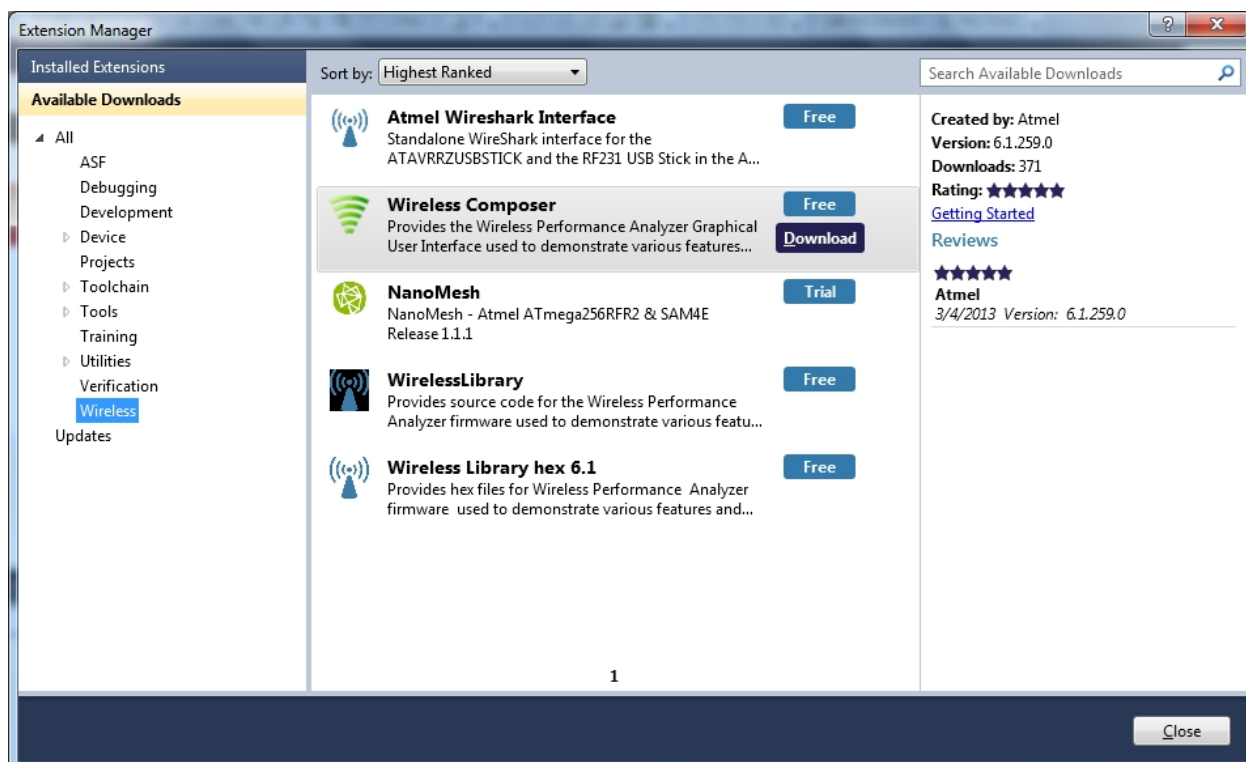 Extension Manager
?
X
Installed Extensions
Available Downloads
All
ASF
Debugging
Development
Device
Projects
Toolchain
Tools
Training
Utilities
Verification
Wireless
Updates
Sort by: Highest Ranked
Atmel Wireshark Interface
Free
Standalone WireShark interface for the
ATAVRRZUSBSTICK and the RF231 USB Stick in the A...
Wireless Composer
Free
Provides the Wireless Performance Analyzer Graphical
User Interface used to demonstrate various features...
Download
NanoMesh
Trial
NanoMesh - Atmel ATmega256RFR2 & SAM4E
Release 1.1.1
WirelessLibrary
Free
Provides source code for the Wireless Performance
Analyzer firmware used to demonstrate various featu...
Wireless Library hex 6.1
Free
Provides hex files for Wireless Performance Analyzer
firmware used to demonstrate various features and...
1
Search Available Downloads
Created by: Atmel
Version: 6.1.259.0
Downloads: 371
Rating: ★★★★★
Getting Started
Reviews
★★★★★
Atmel
3/4/2013 Version: 6.1.259.0
Close